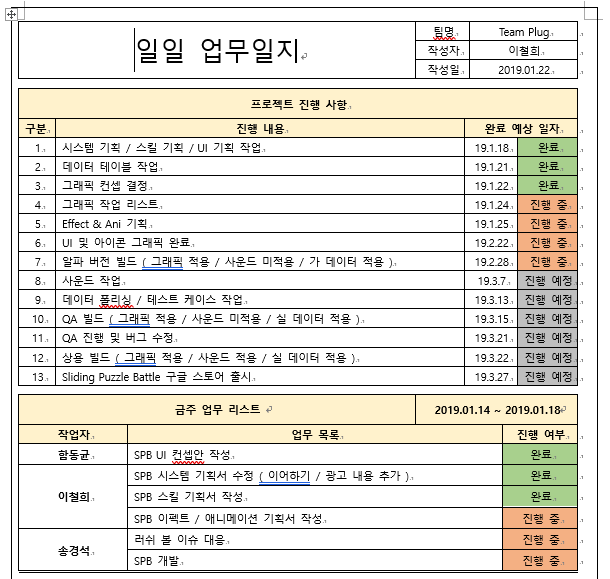 일일 업무일지
팀명 Team Plug
작성자 이철희
작성일 2019.01.22
프로젝트 진행 사항
구분 진행 내용 완료 예상 일자
1 시스템 기획 / 스킬 기획 / UI 기획 작업 19.1.18 완료
2 데이터 테이블 작업 19.1.21 완료
3 그래픽 컨셉 결정 19.1.22 완료
4 그래픽 작업 리스트 19.1.24 진행 중
5 Effect & Ani 기획 19.1.25 진행 중
6 UI 및 아이콘 그래픽 완료 19.2.22 진행 중
7 알파 버전 빌드 ( 그래픽 적용 / 사운드 미적용 / 가 데이터 적용 ) 19.2.28 진행 중
8 사운드 작업 19.3.7 진행 예정
9 데이터 폴리싱 / 테스트 케이스 작업 19.3.13 진행 예정
10 QA 빌드 ( 그래픽 적용 / 사운드 미적용 / 실 데이터 적용 ) 19.3.15 진행 예정
11 QA 진행 및 버그 수정 19.3.21 진행 예정
12 상용 빌드 ( 그래픽 적용 / 사운드 적용 / 실 데이터 적용 ) 19.3.22 진행 예정
13 Sliding Puzzle Battle 구글 스토어 출시 19.3.27 진행 예정
금주 업무 리스트 2019.01.14 ~ 2019.01.18
작업자 업무 목록 진행 여부
함동균 SPB UI 컨셉안 작성 완료
이철희 SPB 시스템 기획서 수정 ( 이어하기 / 광고 내용 추가 ) 완료
SPB 스킬 기획서 작성 완료
SPB 이펙트 / 애니메이션 기획서 작성 진행 중
송경석 러쉬 볼 이슈 대응 진행 중
SPB 개발 진행 중